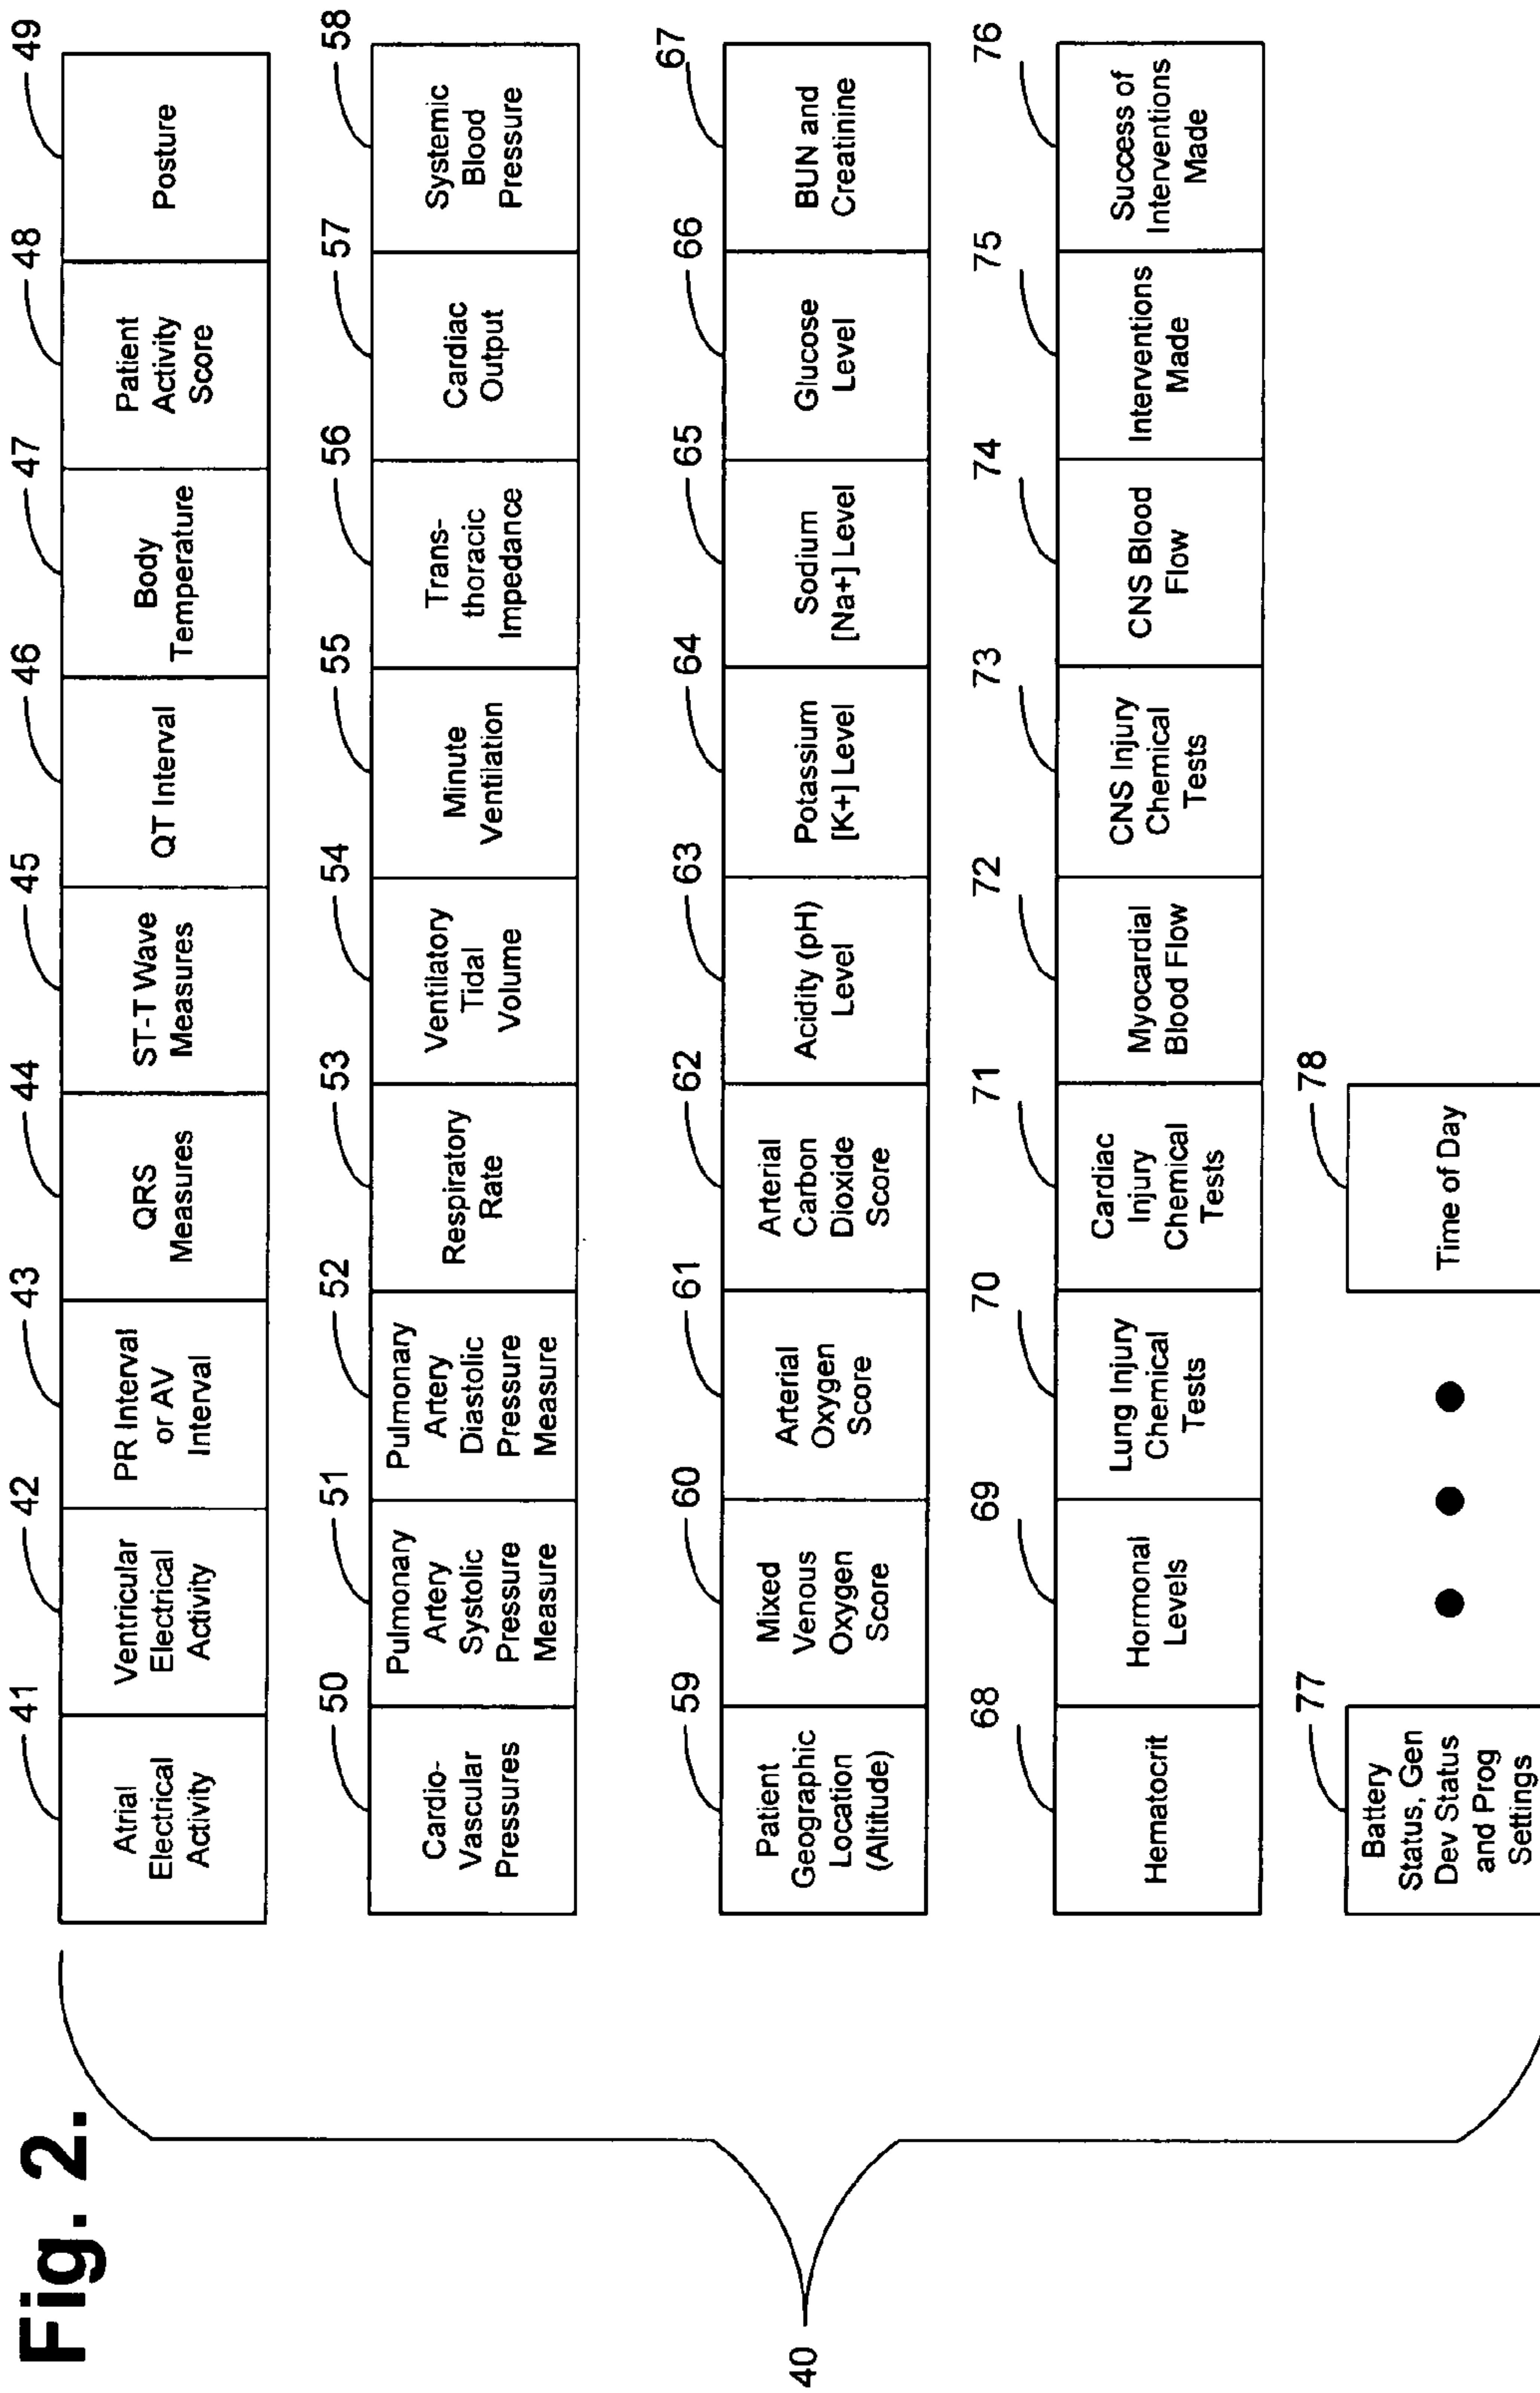 Fig. 2.
40
41
42
43
44
45
46
47
48
49
Atrial
Electrical
Activity
Ventricular
Electrical
Activity
PR Interval
or AV
Interval
QRS
Measures
ST-T Wave
Measures
QT Interval
Body
Temperature
Patient
Activity
Score
Posture
50
51
52
53
54
55
56
57
58
Cardio-
Vascular
Pressures
Pulmonary
Artery
Systolic
Pressure
Measure
Pulmonary
Artery
Diastolic
Pressure
Measure
Respiratory
Rate
Ventilatory
Tidal
Volume
Minute
Ventilation
Trans-
thoracic
Impedance
Cardiac
Output
Systemic
Blood
Pressure
59
60
61
62
63
64
65
66
67
Patient
Geographic
Location
(Altitude)
Mixed
Venous
Oxygen
Score
Arterial
Oxygen
Score
Arterial
Carbon
Dioxide
Score
Acidity (pH)
Level
Potassium
[K+] Level
Sodium
[Na+] Level
Glucose
Level
BUN and
Creatinine
68
69
70
71
72
73
74
75
76
Hematocrit
Hormonal
Levels
Lung Injury
Chemical
Tests
Cardiac
Injury
Chemical
Tests
Myocardial
Blood Flow
CNS Injury
Chemical
Tests
CNS Blood
Flow
Interventions
Made
Success of
Interventions
Made
77
78
Battery
Status, Gen
Dev Status
and Prog
Settings
Time of Day